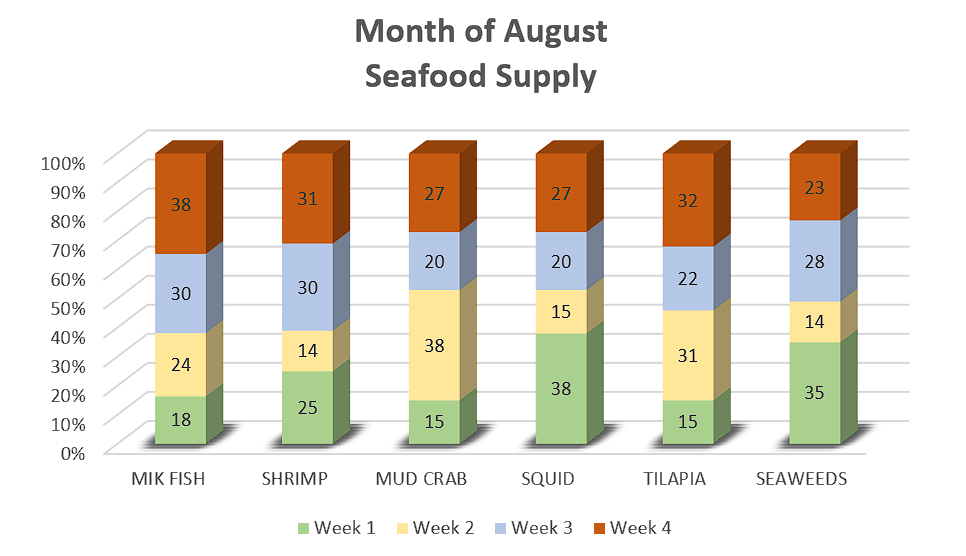 Month of August
Seafood Supply
100%
90%
80%
70%
60%
50%
40%
30%
20%
10%
0%
38 31 27 27 32 23
30 30 20 20 22 28
24 14 38 15 31 14
18 25 15 38 15 35
MIK FISH SHRIMP MUD CRAB SQUID TILAPIA SEAWEEDS
Week 1 Week 2 Week 3 Week 4